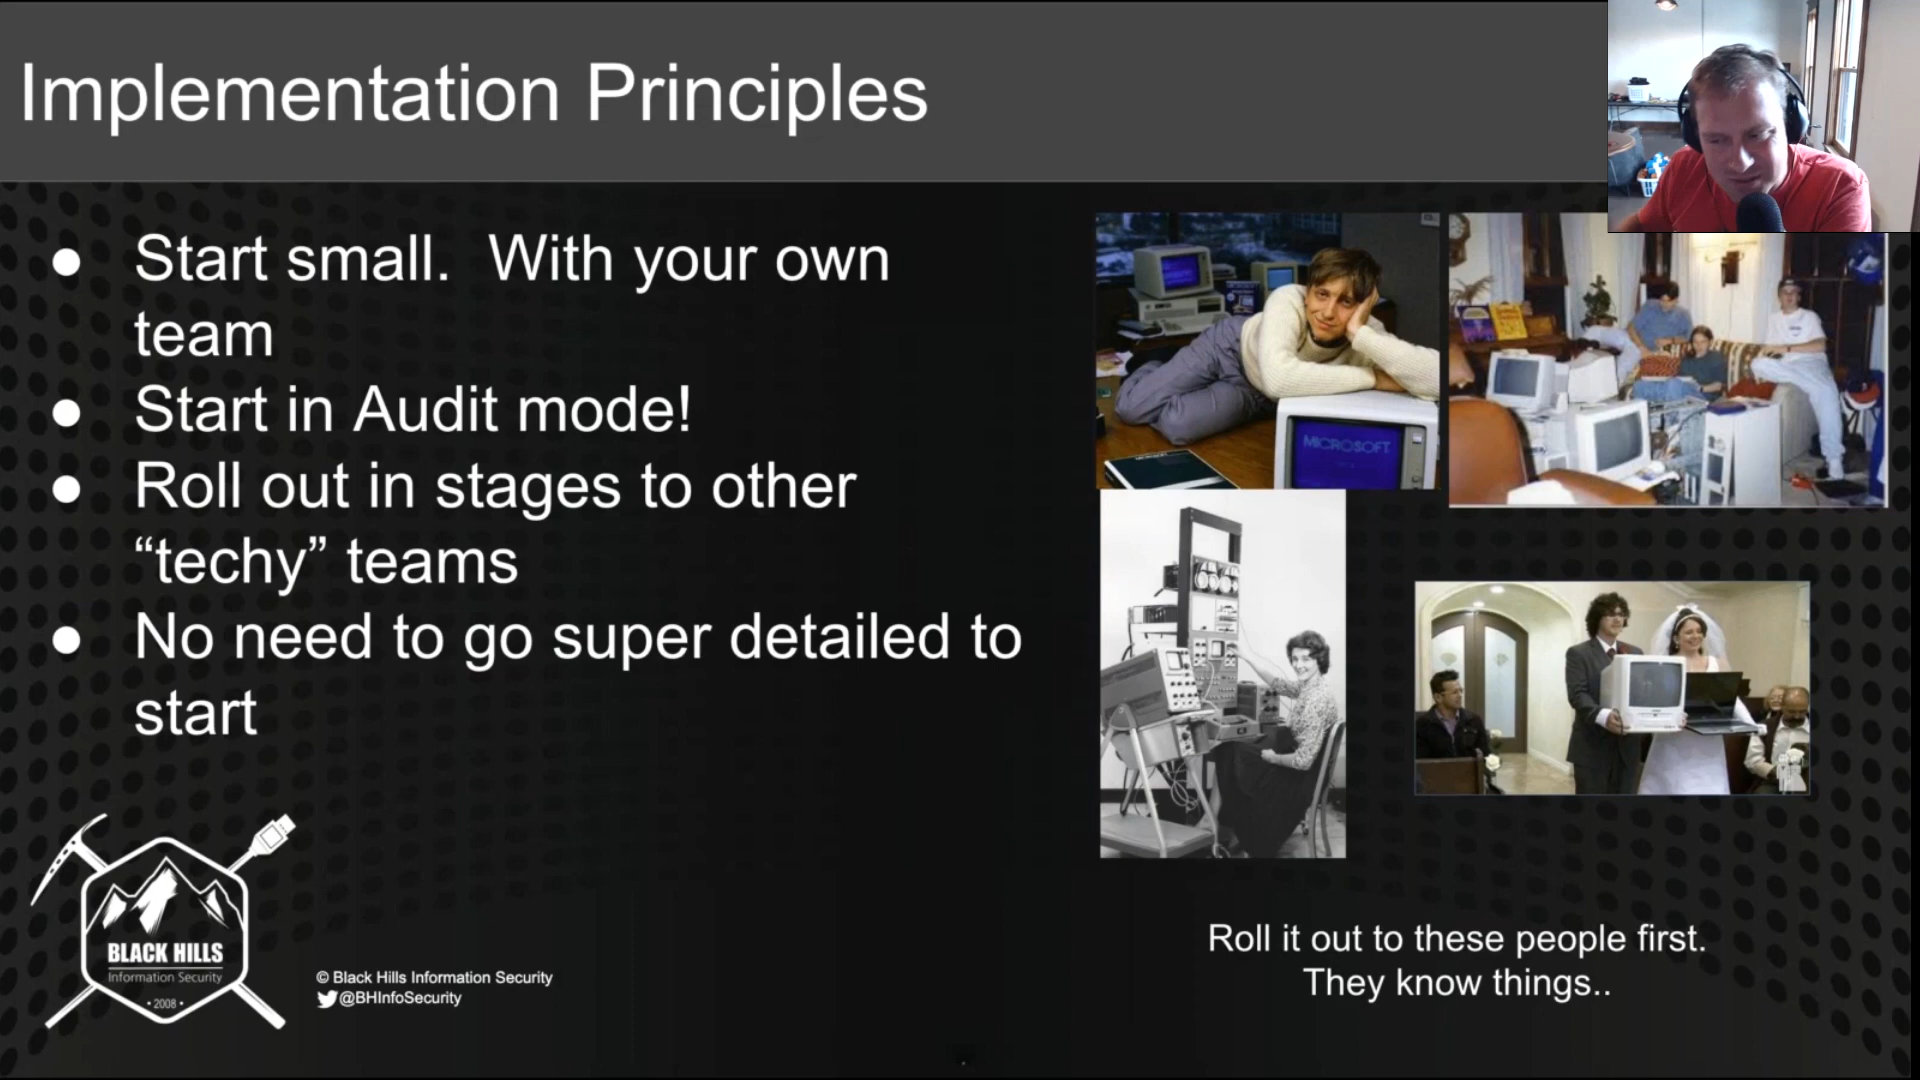 Implementation Principles
● Start small.  With your own
team
● Start in Audit mode!
● Roll out in stages to other
“techy” teams
● No need to go super detailed to
start
MICROSOFT
Roll it out to these people first.
They know things..
BLACK HILLS
Information Security
• 2008 •
© Black Hills Information Security
@BHInfoSecurity